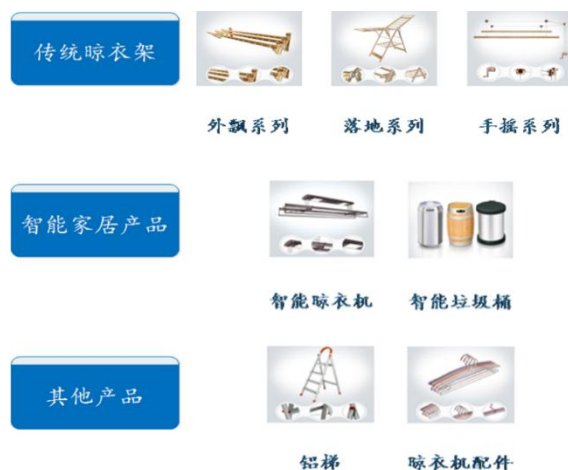 传统晾衣架
外飘系列 落地系列 手摇系列
智能家居产品
智能晾衣机 智能垃圾桶
其他产品
铝梯 晾衣机配件